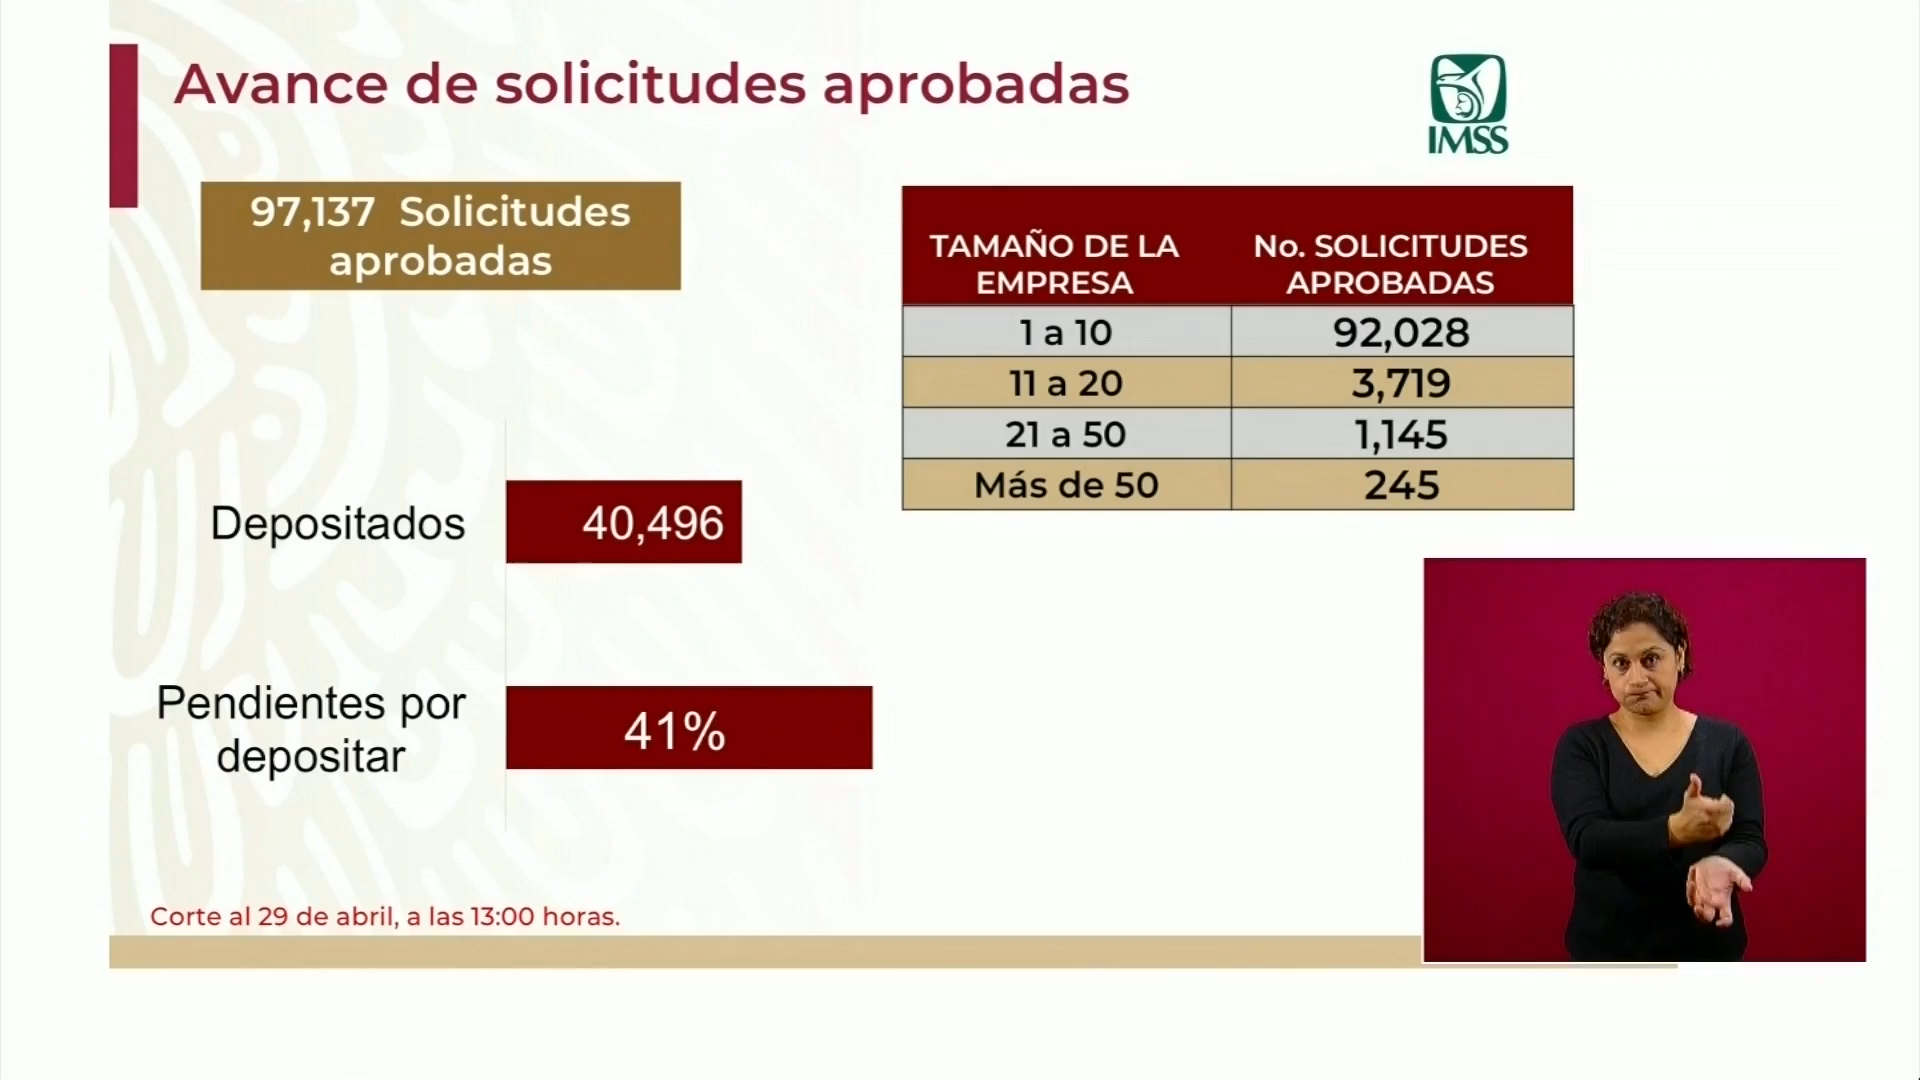 Avance de solicitudes aprobadas
IMSS
97,137 Solicitudes
aprobadas
TAMAÑO DE LA
EMPRESA
No. SOLICITUDES
APROBADAS
1 a 10
92,028
11 a 20
3,719
21 a 50
1,145
Más de 50
245
Depositados
40,496
Pendientes por
depositar
41%
Corte al 29 de abril, a las 13:00 horas.